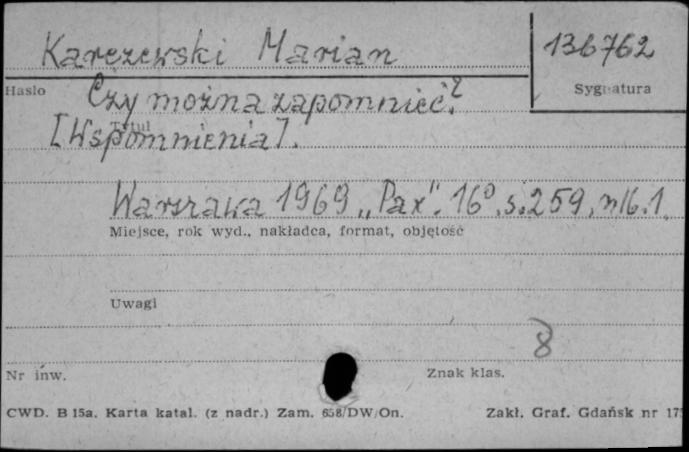 Karczewski Marian
136762
Hasło
Sygnatura
Czy można zapomnieć?
Tytuł
[Wspomnienia].
Warszawa 1969 „Pax”. 16°, s. 259, nlb. 1.
Miejsce, rok wyd., nakładca, format, objętość
Uwagi
8
Nr inw.
Znak klas.
CWD. B 15a. Karta katal. (z nadr.) Zam. 658/DW/On.
Zakł. Graf. Gdańsk nr 175